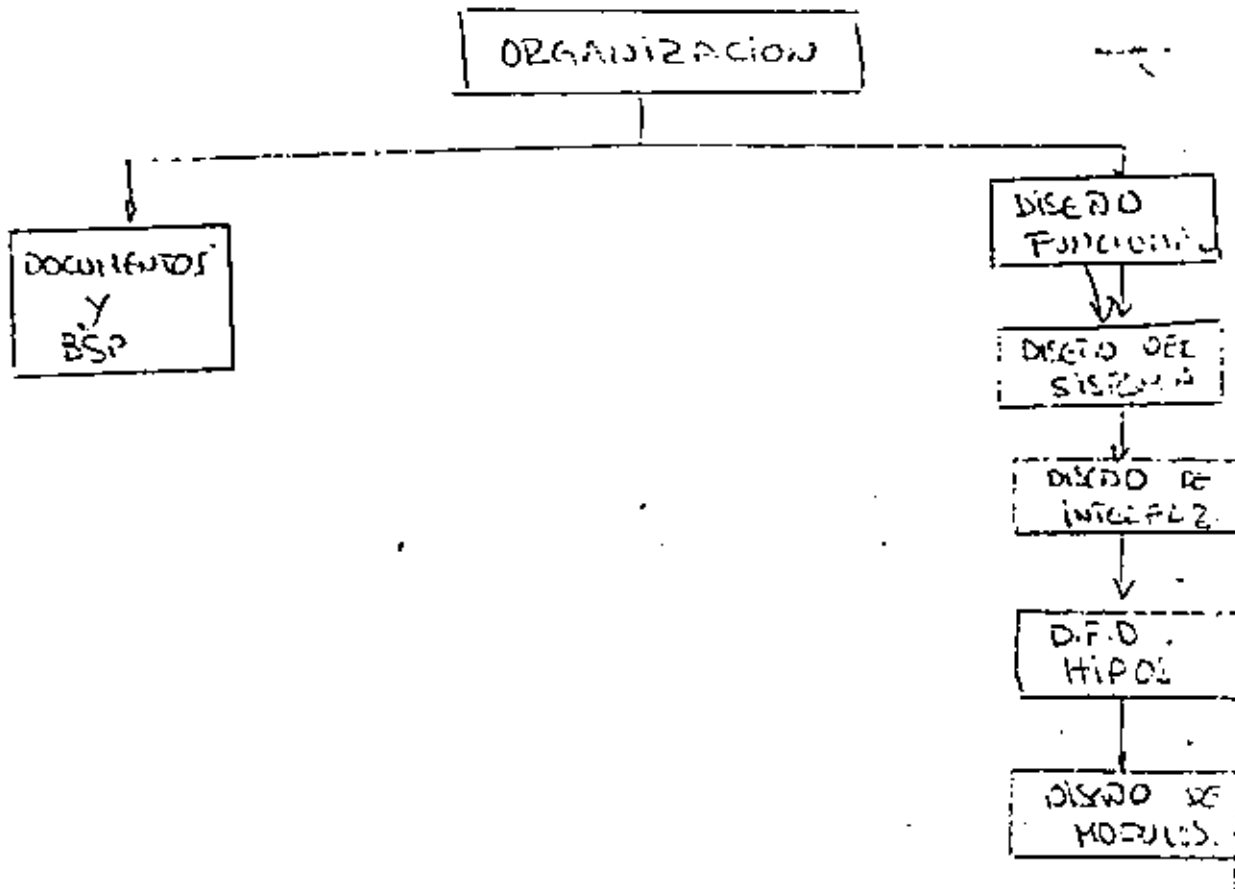 ORGANIZACION
DOCUMENTOS
Y
BSP
DISEÑO
FUNCIONAL
DISEÑO DEL
SISTEMA
DISEÑO DE
INTERFAZ.
D.F.D.
HIPOS
DISEÑO DE
MODULOS.